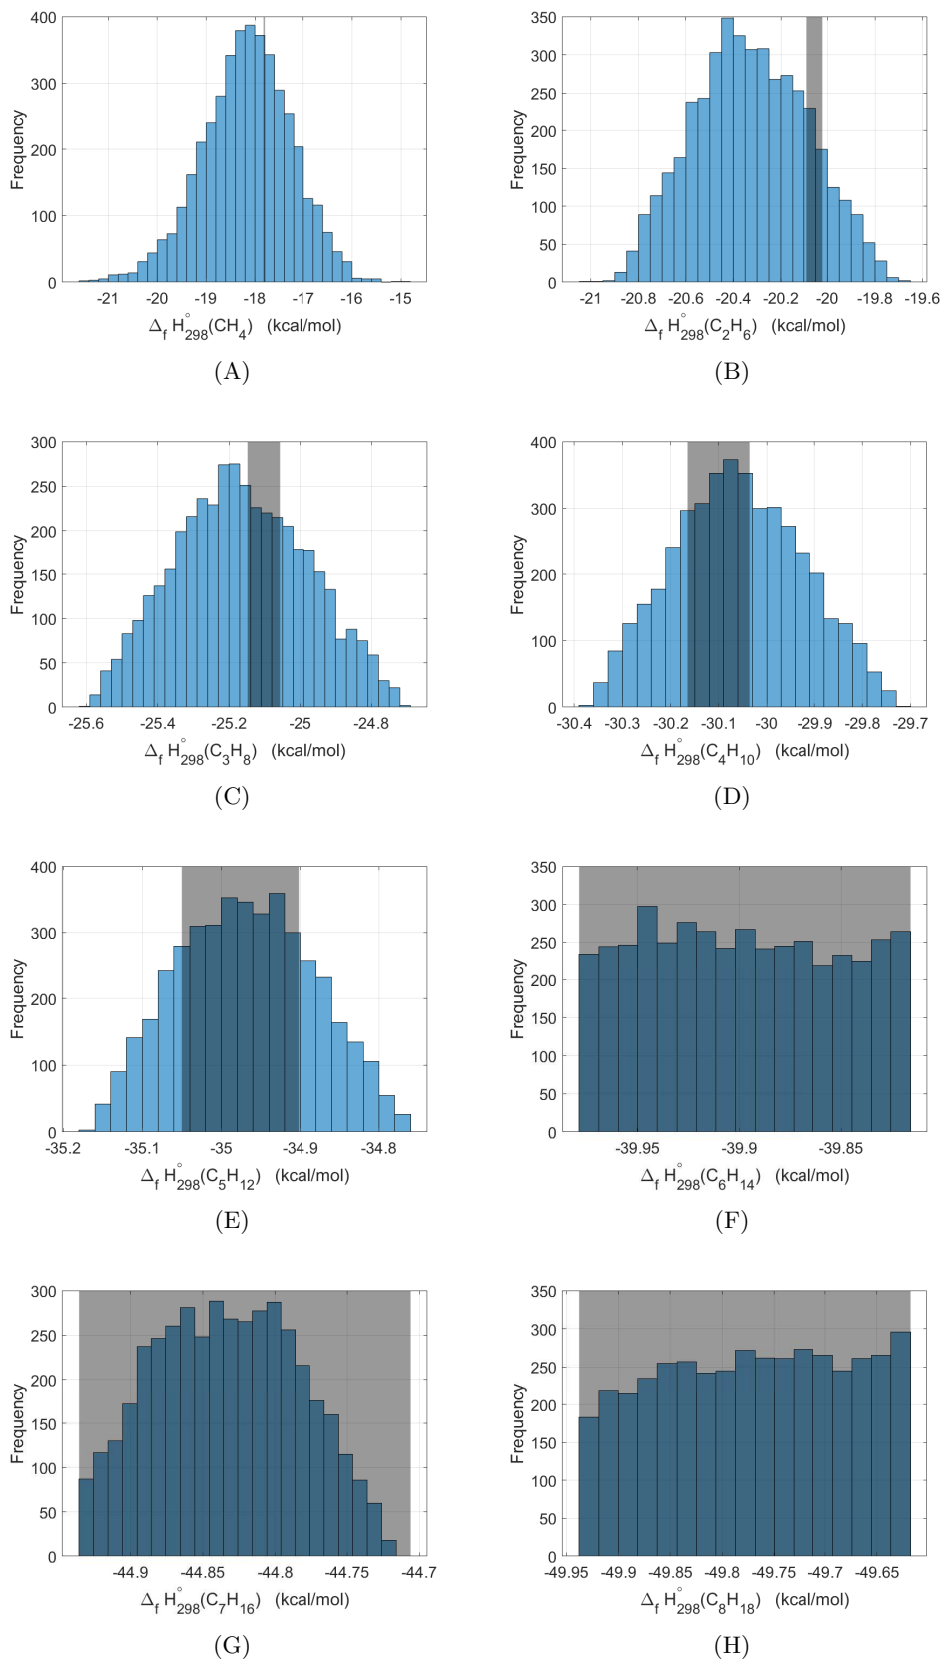 400
300
200
100
0
Frequency
-21 -20 -19 -18 -17 -16 -15
Δf H°298(CH4) (kcal/mol)
(A)
350
300
250
200
150
100
50
0
Frequency
-21 -20.8 -20.6 -20.4 -20.2 -20 -19.8 -19.6
Δf H°298(C2H6) (kcal/mol)
(B)
300
250
200
150
100
50
0
Frequency
-25.6 -25.4 -25.2 -25 -24.8
Δf H°298(C3H8) (kcal/mol)
(C)
400
300
200
100
0
Frequency
-30.4 -30.3 -30.2 -30.1 -30 -29.9 -29.8 -29.7
Δf H°298(C4H10) (kcal/mol)
(D)
400
300
200
100
0
Frequency
-35.2 -35.1 -35 -34.9 -34.8
Δf H°298(C5H12) (kcal/mol)
(E)
350
300
250
200
150
100
50
0
Frequency
-39.95 -39.9 -39.85
Δf H°298(C6H14) (kcal/mol)
(F)
300
250
200
150
100
50
0
Frequency
-44.9 -44.85 -44.8 -44.75 -44.7
Δf H°298(C7H16) (kcal/mol)
(G)
350
300
250
200
150
100
50
0
Frequency
-49.95 -49.9 -49.85 -49.8 -49.75 -49.7 -49.65
Δf H°298(C8H18) (kcal/mol)
(H)